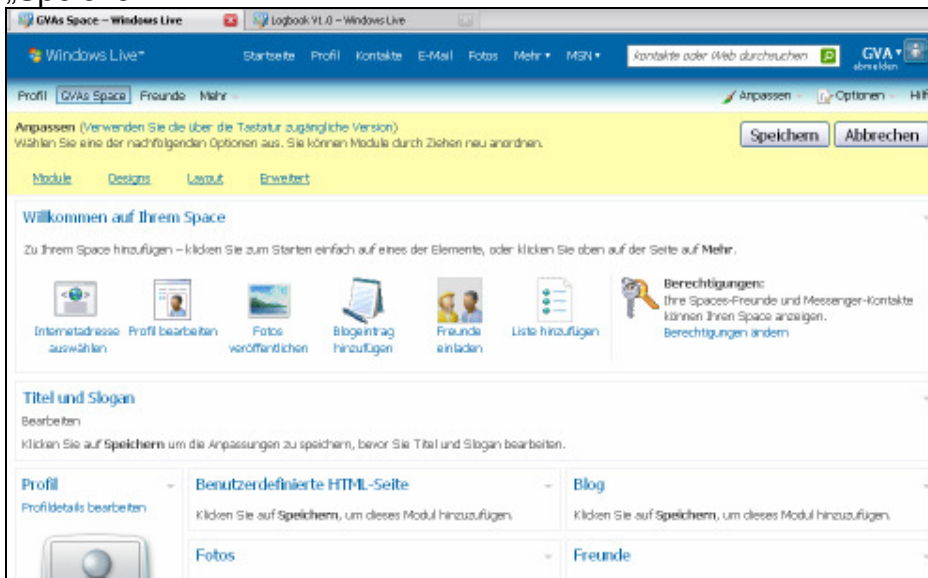 GVAs Space – Windows Live
Logbook V1.0 – Windows Live
Windows Live™ Startseite Profil Kontakte E-Mail Fotos Mehr MSN Kontakte oder Web durchsuchen GVA
abmelden
Profil GVAs Space Freunde Mehr Anpassen Optionen Hilf
Anpassen (Verwenden Sie die über die Tastatur zugängliche Version)
Wählen Sie eine der nachfolgenden Optionen aus. Sie können Module durch Ziehen neu anordnen.
Speichern Abbrechen
Module Designs Layout Erweitert
Willkommen auf Ihrem Space
Zu Ihrem Space hinzufügen – klicken Sie zum Starten einfach auf eines der Elemente, oder klicken Sie oben auf der Seite auf Mehr.
Internetadresse auswählen
Profil bearbeiten
Fotos veröffentlichen
Blogeintrag hinzufügen
Freunde einladen
Liste hinzufügen
Berechtigungen:
Ihre Spaces-Freunde und Messenger-Kontakte
können Ihren Space anzeigen.
Berechtigungen ändern
Titel und Slogan
Bearbeiten
Klicken Sie auf Speichern um die Anpassungen zu speichern, bevor Sie Titel und Slogan bearbeiten.
Profil
Profildetails bearbeiten
Benutzerdefinierte HTML-Seite
Klicken Sie auf Speichern, um dieses Modul hinzuzufügen.
Blog
Klicken Sie auf Speichern, um dieses Modul hinzuzufügen.
Fotos
Freunde